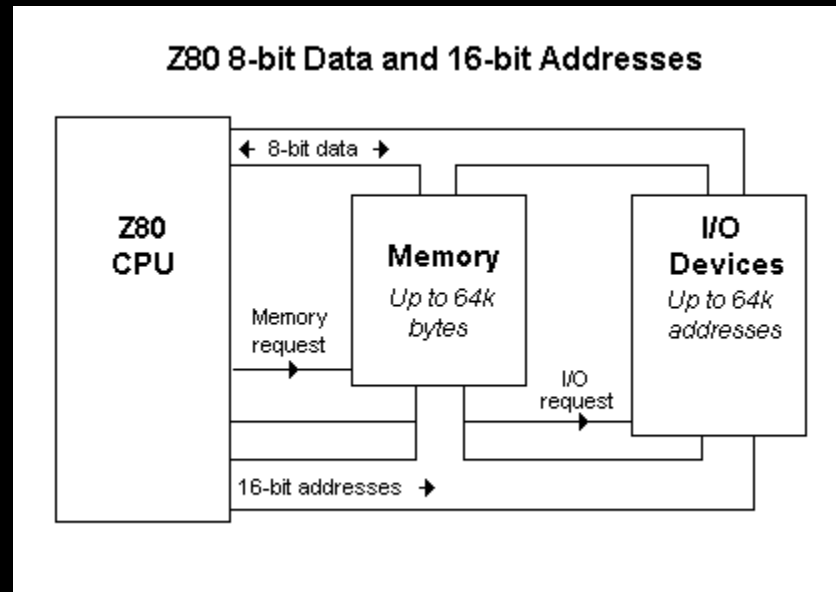 Z80 8-bit Data and 16-bit Addresses
8-bit data
Z80
CPU
Memory
Up to 64k
bytes
I/O
Devices
Up to 64k
addresses
Memory
request
I/O
request
16-bit addresses